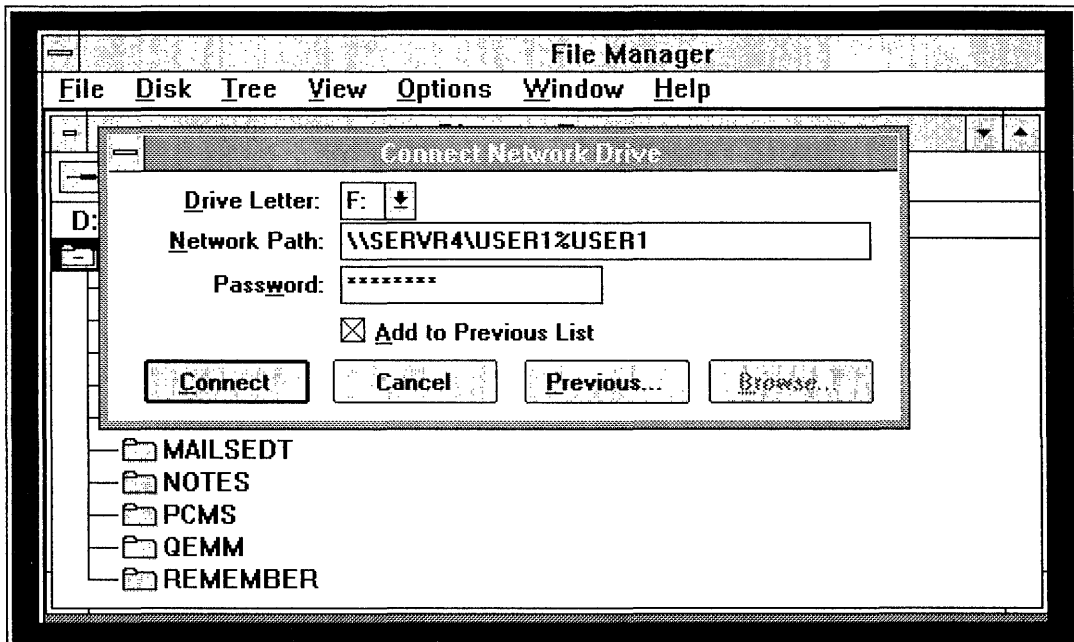 File Manager
File Disk Tree View Options Window Help
Connect Network Drive
Drive Letter: F:
D:
Network Path: \\SERVR4\USER1%USER1
Password: ********
Add to Previous List
Connect Cancel Previous... Browse...
MAILSEDT
NOTES
PCMS
QEMM
REMEMBER